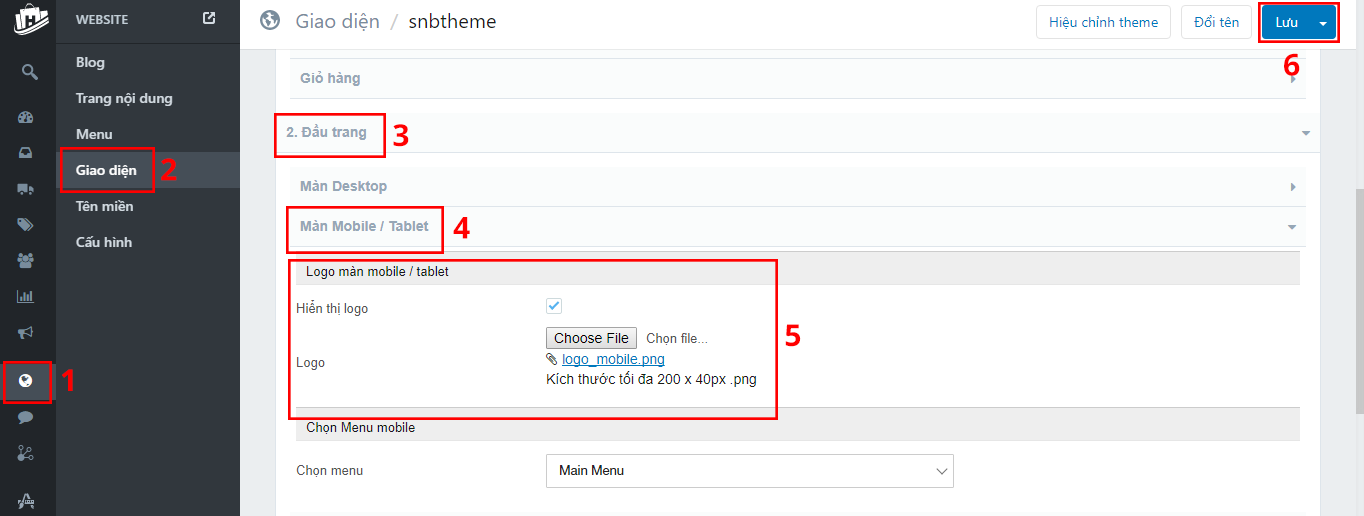 WEBSITE
Blog
Trang nội dung
Menu
Giao diện
2
Tên miền
Cấu hình
1
Giao diện / snbtheme
Hiệu chỉnh theme
Đổi tên
Lưu
6
Giỏ hàng
2. Đầu trang
3
Màn Desktop
Màn Mobile / Tablet
4
Logo màn mobile / tablet
Hiển thị logo
5
Choose File Chọn file...
Logo
logo_mobile.png
Kích thước tối đa 200 x 40px .png
Chọn Menu mobile
Chọn menu
Main Menu